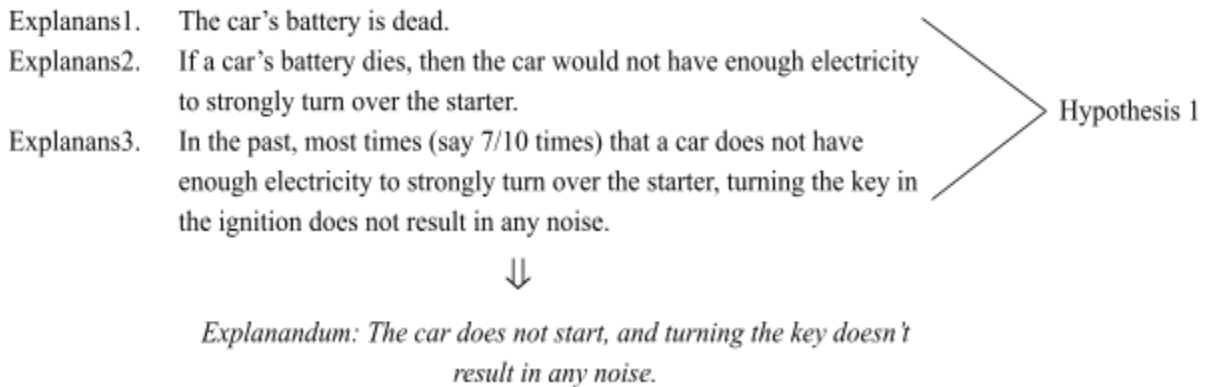 Explanans1. The car's battery is dead.
Explanans2. If a car's battery dies, then the car would not have enough electricity
to strongly turn over the starter.
Hypothesis 1
Explanans3. In the past, most times (say 7/10 times) that a car does not have
enough electricity to strongly turn over the starter, turning the key in
the ignition does not result in any noise.
⇓
Explanandum: The car does not start, and turning the key doesn't
result in any noise.